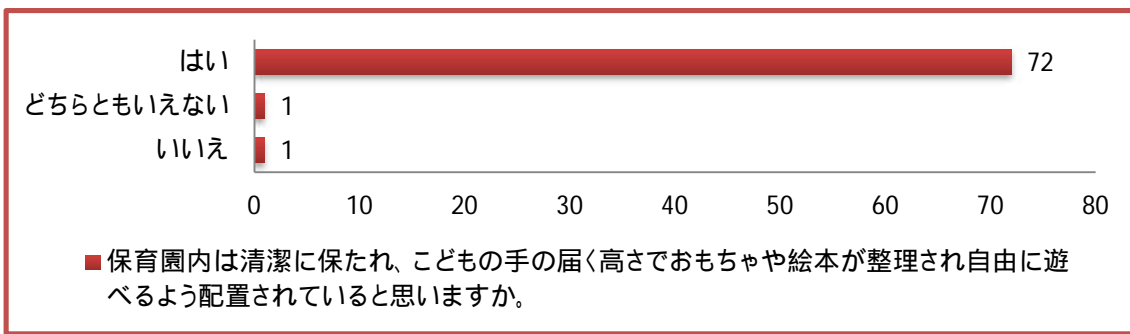 はい 72
どちらともいえない 1
いいえ 1
0 10 20 30 40 50 60 70 80
保育園内は清潔に保たれ、こどもの手の届く高さでおもちゃや絵本が整理され自由に遊
べるよう配置されていると思いますか。